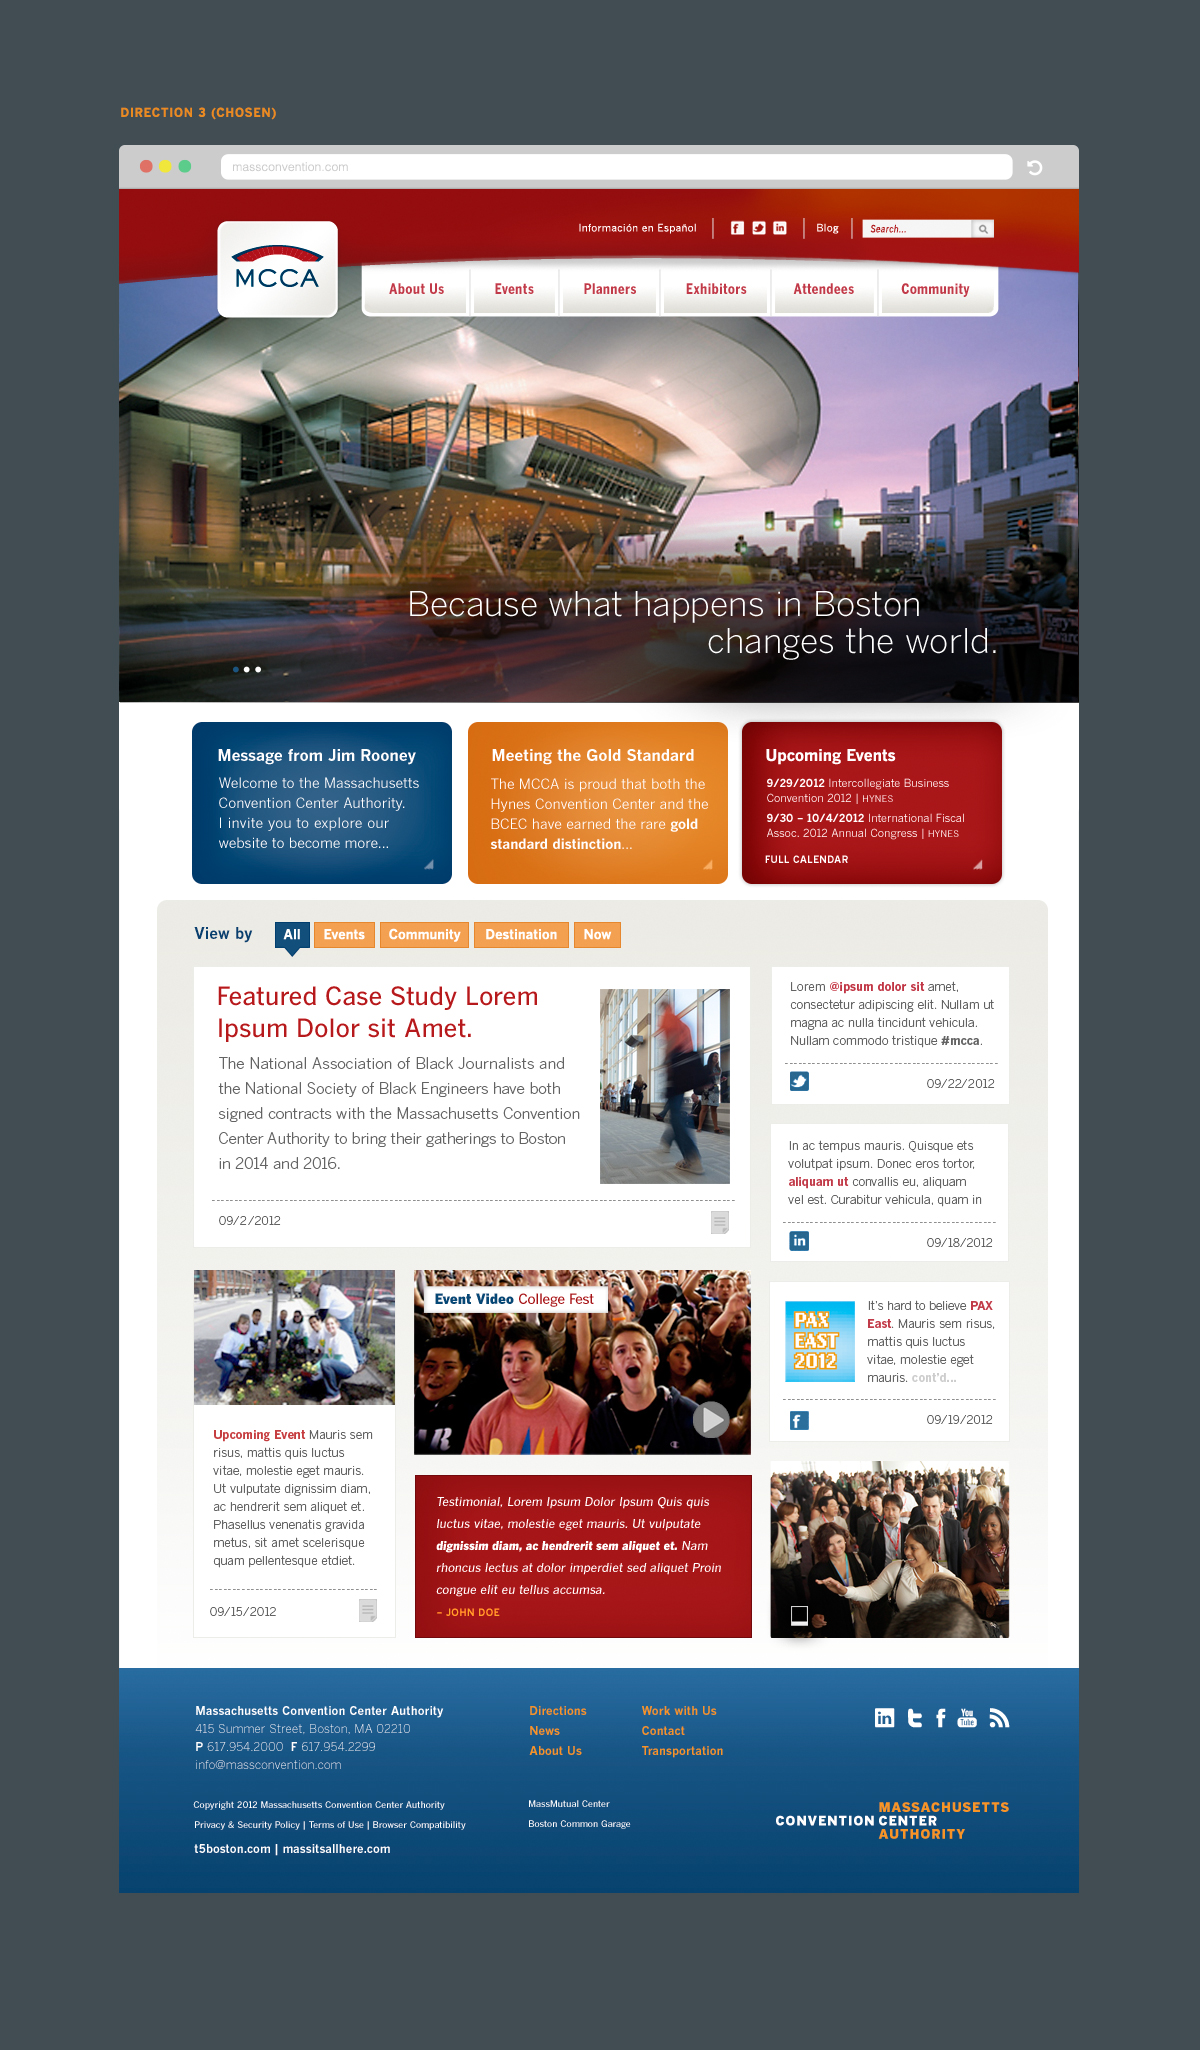 DIRECTION 3 (CHOSEN)
massconvention.com
Información en Español
Blog
Search...
MCCA
About Us
Events
Planners
Exhibitors
Attendees
Community
Because what happens in Boston
changes the world.
Message from Jim Rooney
Welcome to the Massachusetts
Convention Center Authority.
I invite you to explore our
website to become more...
Meeting the Gold Standard
The MCCA is proud that both the
Hynes Convention Center and the
BCEC have earned the rare gold
standard distinction...
Upcoming Events
9/29/2012 Intercollegiate Business
Convention 2012 | HYNES
9/30 – 10/4/2012 International Fiscal
Assoc. 2012 Annual Congress | HYNES
FULL CALENDAR
View by
All
Events
Community
Destination
Now
Featured Case Study Lorem
Ipsum Dolor sit Amet.
The National Association of Black Journalists and
the National Society of Black Engineers have both
signed contracts with the Massachusetts Convention
Center Authority to bring their gatherings to Boston
in 2014 and 2016.
09/2/2012
Lorem @ipsum dolor sit amet,
consectetur adipiscing elit. Nullam ut
magna ac nulla tincidunt vehicula.
Nullam commodo tristique #mcca.
09/22/2012
In ac tempus mauris. Quisque ets
volutpat ipsum. Donec eros tortor,
aliquam ut convallis eu, aliquam
vel est. Curabitur vehicula, quam in
in
09/18/2012
PAX
EAST
2012
It's hard to believe PAX
East. Mauris sem risus,
mattis quis luctus
vitae, molestie eget
mauris. cont'd...
09/19/2012
Upcoming Event Mauris sem
risus, mattis quis luctus
vitae, molestie eget mauris.
Ut vulputate dignissim diam,
ac hendrerit sem aliquet et.
Phasellus venenatis gravida
metus, sit amet scelerisque
quam pellentesque etdiet.
09/15/2012
Event Video College Fest
Testimonial, Lorem Ipsum Dolor Ipsum Quis quis
luctus vitae, molestie eget mauris. Ut vulputate
dignissim diam, ac hendrerit sem aliquet et. Nam
rhoncus lectus at dolor imperdiet sed aliquet Proin
congue elit eu tellus accumsa.
– JOHN DOE
Massachusetts Convention Center Authority
415 Summer Street, Boston, MA 02210
P 617.954.2000 F 617.954.2299
info@massconvention.com
Directions
News
About Us
Work with Us
Contact
Transportation
You
Tube
Copyright 2012 Massachusetts Convention Center Authority
Privacy & Security Policy | Terms of Use | Browser Compatibility
t5boston.com | massitsallhere.com
MassMutual Center
Boston Common Garage
MASSACHUSETTS
CONVENTION CENTER
AUTHORITY